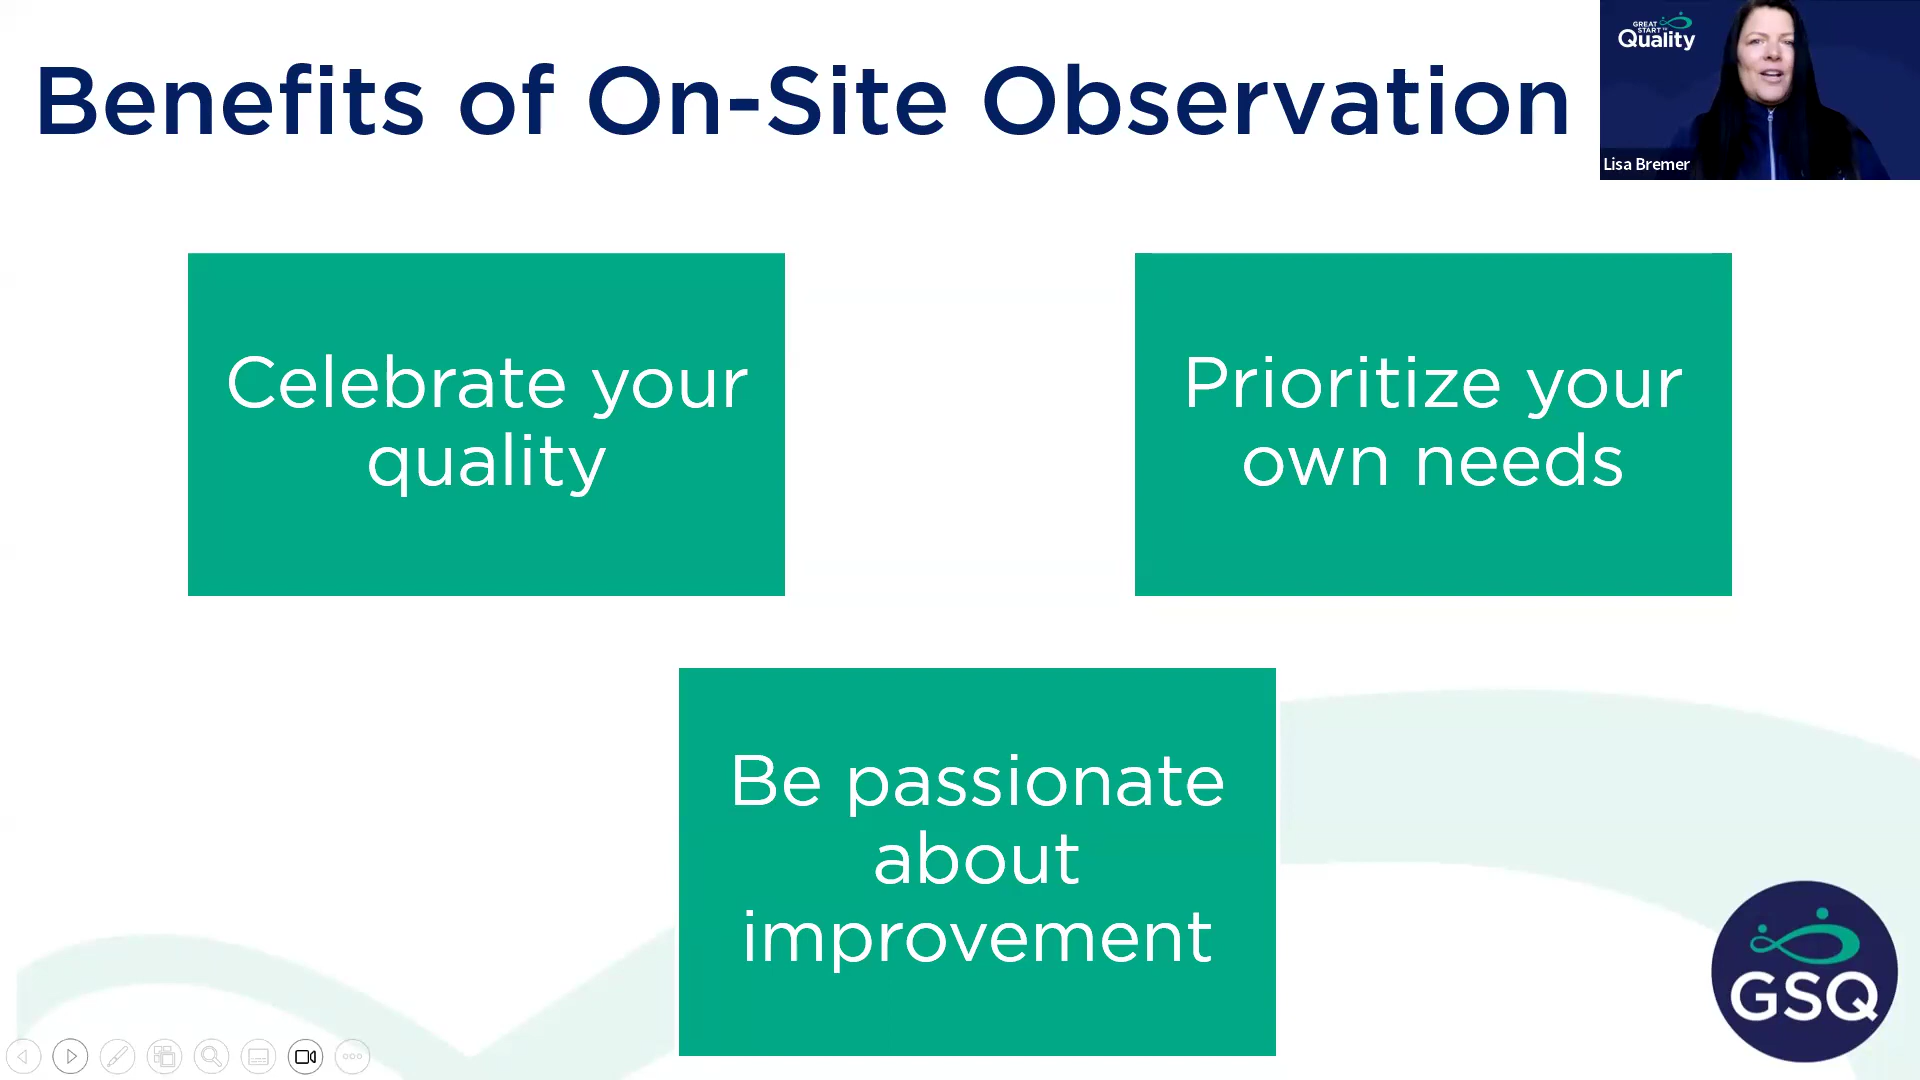 Benefits of On-Site Observation
GREAT
START TO
Quality
Lisa Bremer
Celebrate your
quality
Prioritize your
own needs
Be passionate
about
improvement
GSQ